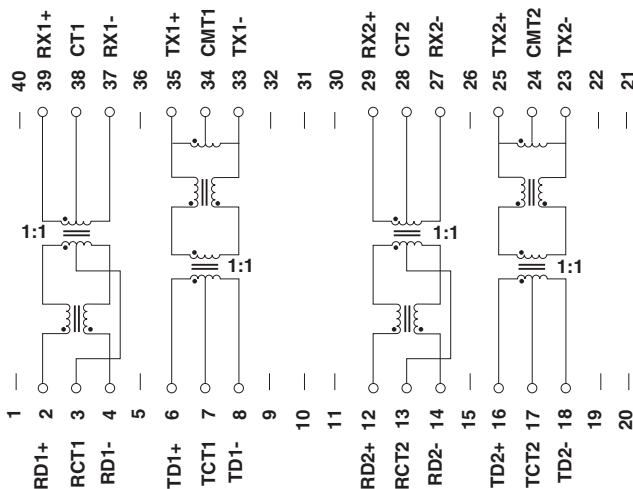 40
39 RX1+
38 CT1
37 RX1-
36
35 TX1+
34 CMT1
33 TX1-
32
31
30
29 RX2+
28 CT2
27 RX2-
26
25 TX2+
24 CMT2
23 TX2-
22
21
1:1
1:1
1:1
1:1
1
2 RD1+
3 RCT1
4 RD1-
5
6 TD1+
7 TCT1
8 TD1-
9
10
11
12 RD2+
13 RCT2
14 RD2-
15
16 TD2+
17 TCT2
18 TD2-
19
20